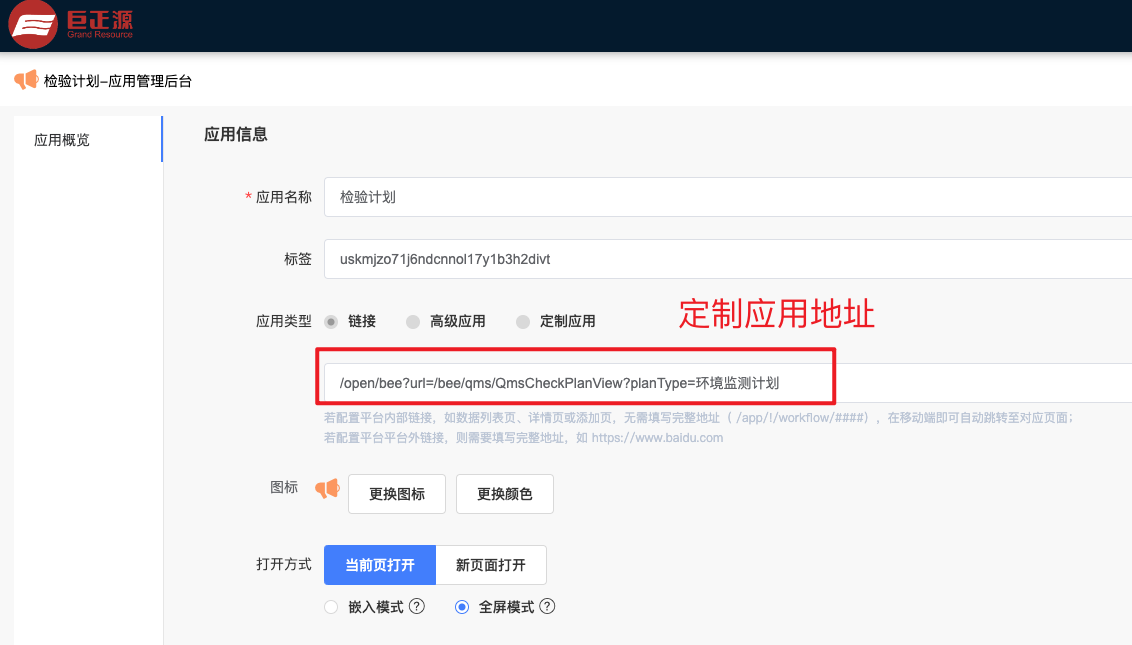 巨正源
Grand Resource
检验计划-应用管理后台
应用概览
应用信息
* 应用名称 检验计划
标签 uskmjzo71j6ndcnnol17y1b3h2divt
定制应用地址
应用类型 链接 高级应用 定制应用
/open/bee?url=/bee/qms/QmsCheckPlanView?planType=环境监测计划
若配置平台内部链接，如数据列表页、详情页或添加页，无需填写完整地址（ /app/!/workflow/####），在移动端即可自动跳转至对应页面；
若配置平台平台外链接，则需要填写完整地址，如 https://www.baidu.com
图标 更换图标 更换颜色
打开方式 当前页打开 新页面打开
嵌入模式 ? 全屏模式 ?